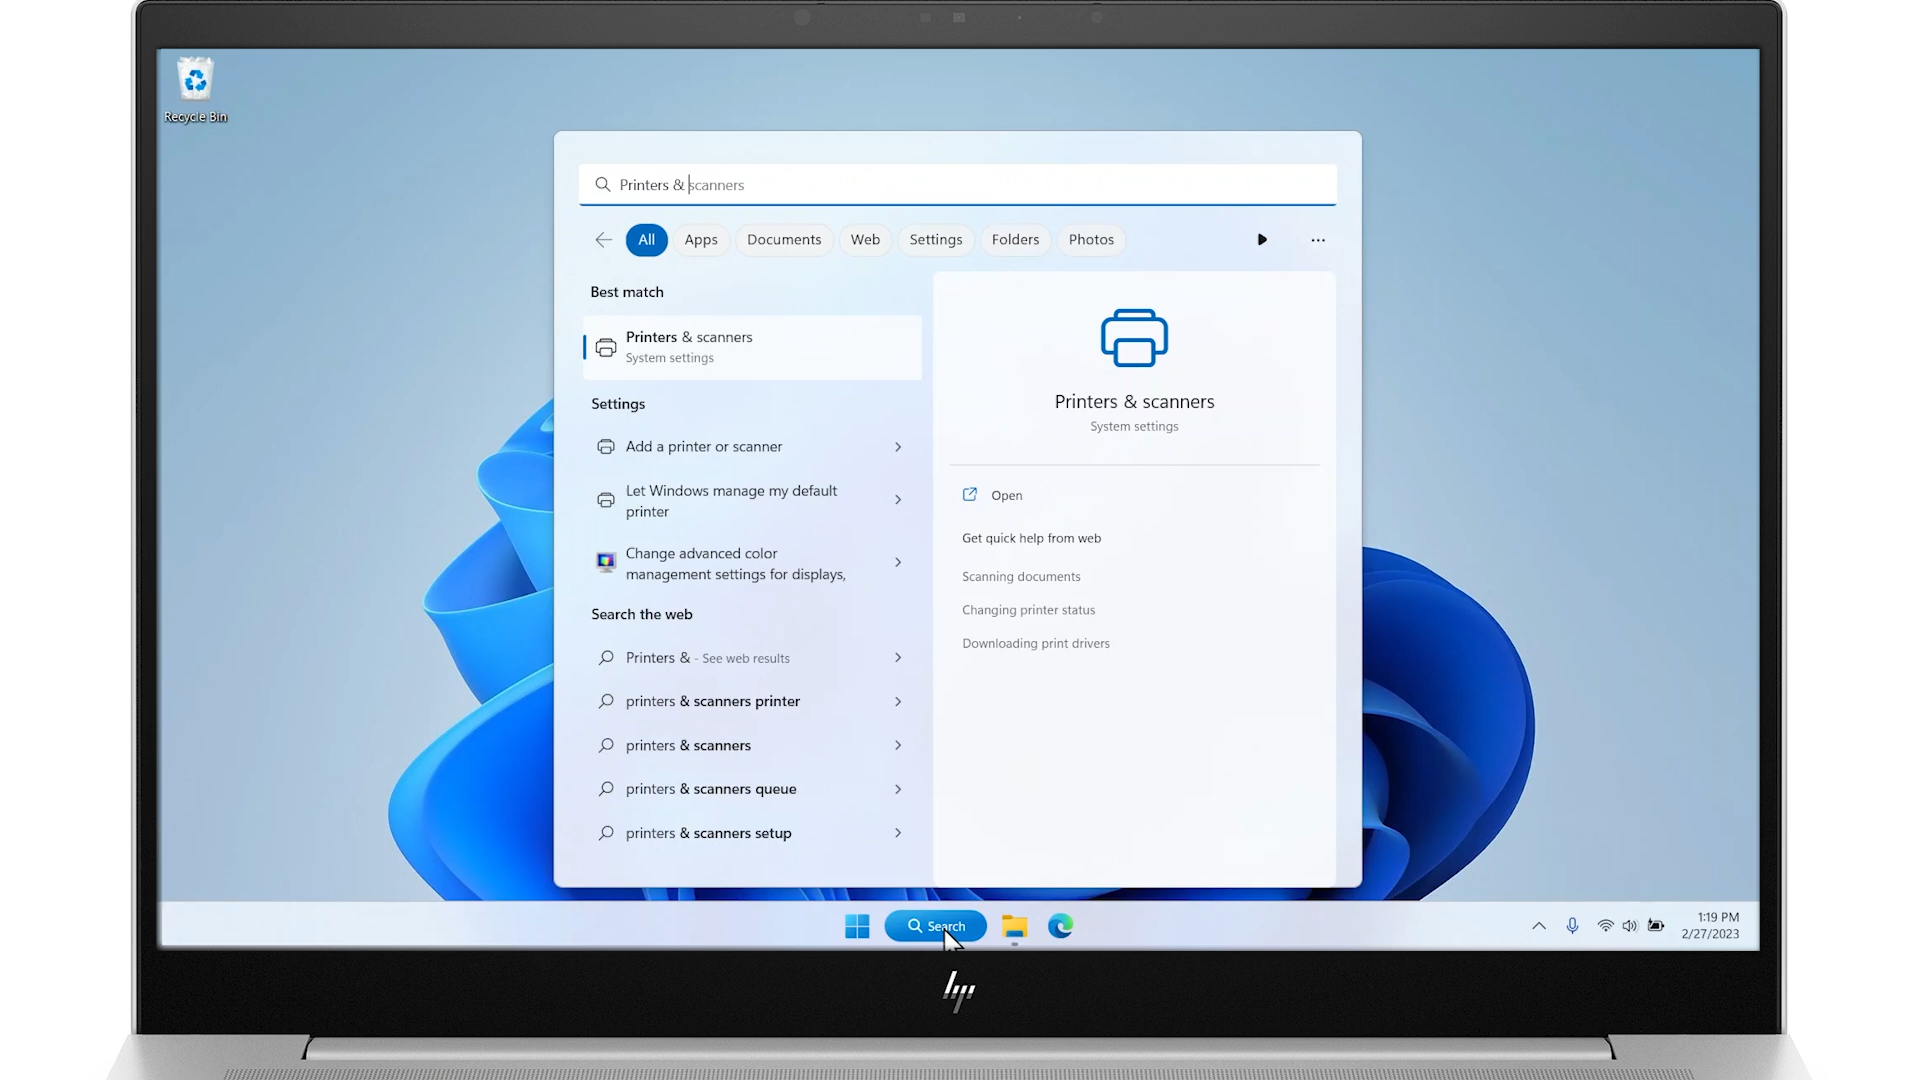 Recycle Bin
Printers & scanners
All
Apps
Documents
Web
Settings
Folders
Photos
Best match
Printers & scanners
System settings
Settings
Add a printer or scanner
Let Windows manage my default
printer
Change advanced color
management settings for displays,
Search the web
Printers & - See web results
printers & scanners printer
printers & scanners
printers & scanners queue
printers & scanners setup
Printers & scanners
System settings
Open
Get quick help from web
Scanning documents
Changing printer status
Downloading print drivers
Search
1:19 PM
2/27/2023
hp